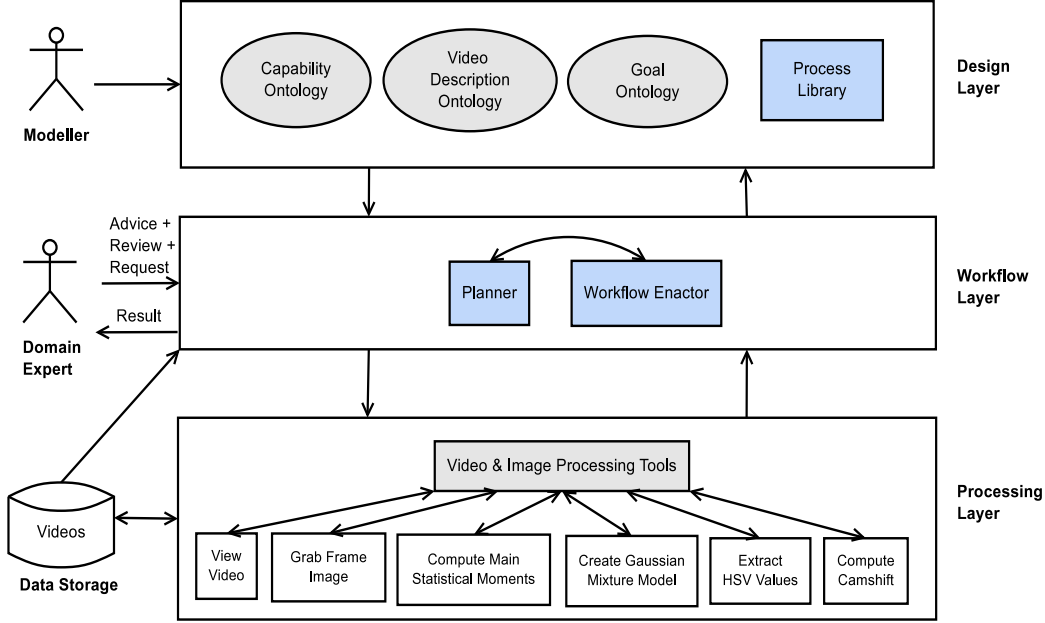 Modeller
Capability
Ontology
Video
Description
Ontology
Goal
Ontology
Process
Library
Design
Layer
Advice +
Review +
Request
Result
Domain
Expert
Planner
Workflow Enactor
Workflow
Layer
Video & Image Processing Tools
Processing
Layer
Videos
Data Storage
View
Video
Grab Frame
Image
Compute Main
Statistical Moments
Create Gaussian
Mixture Model
Extract
HSV Values
Compute
Camshift